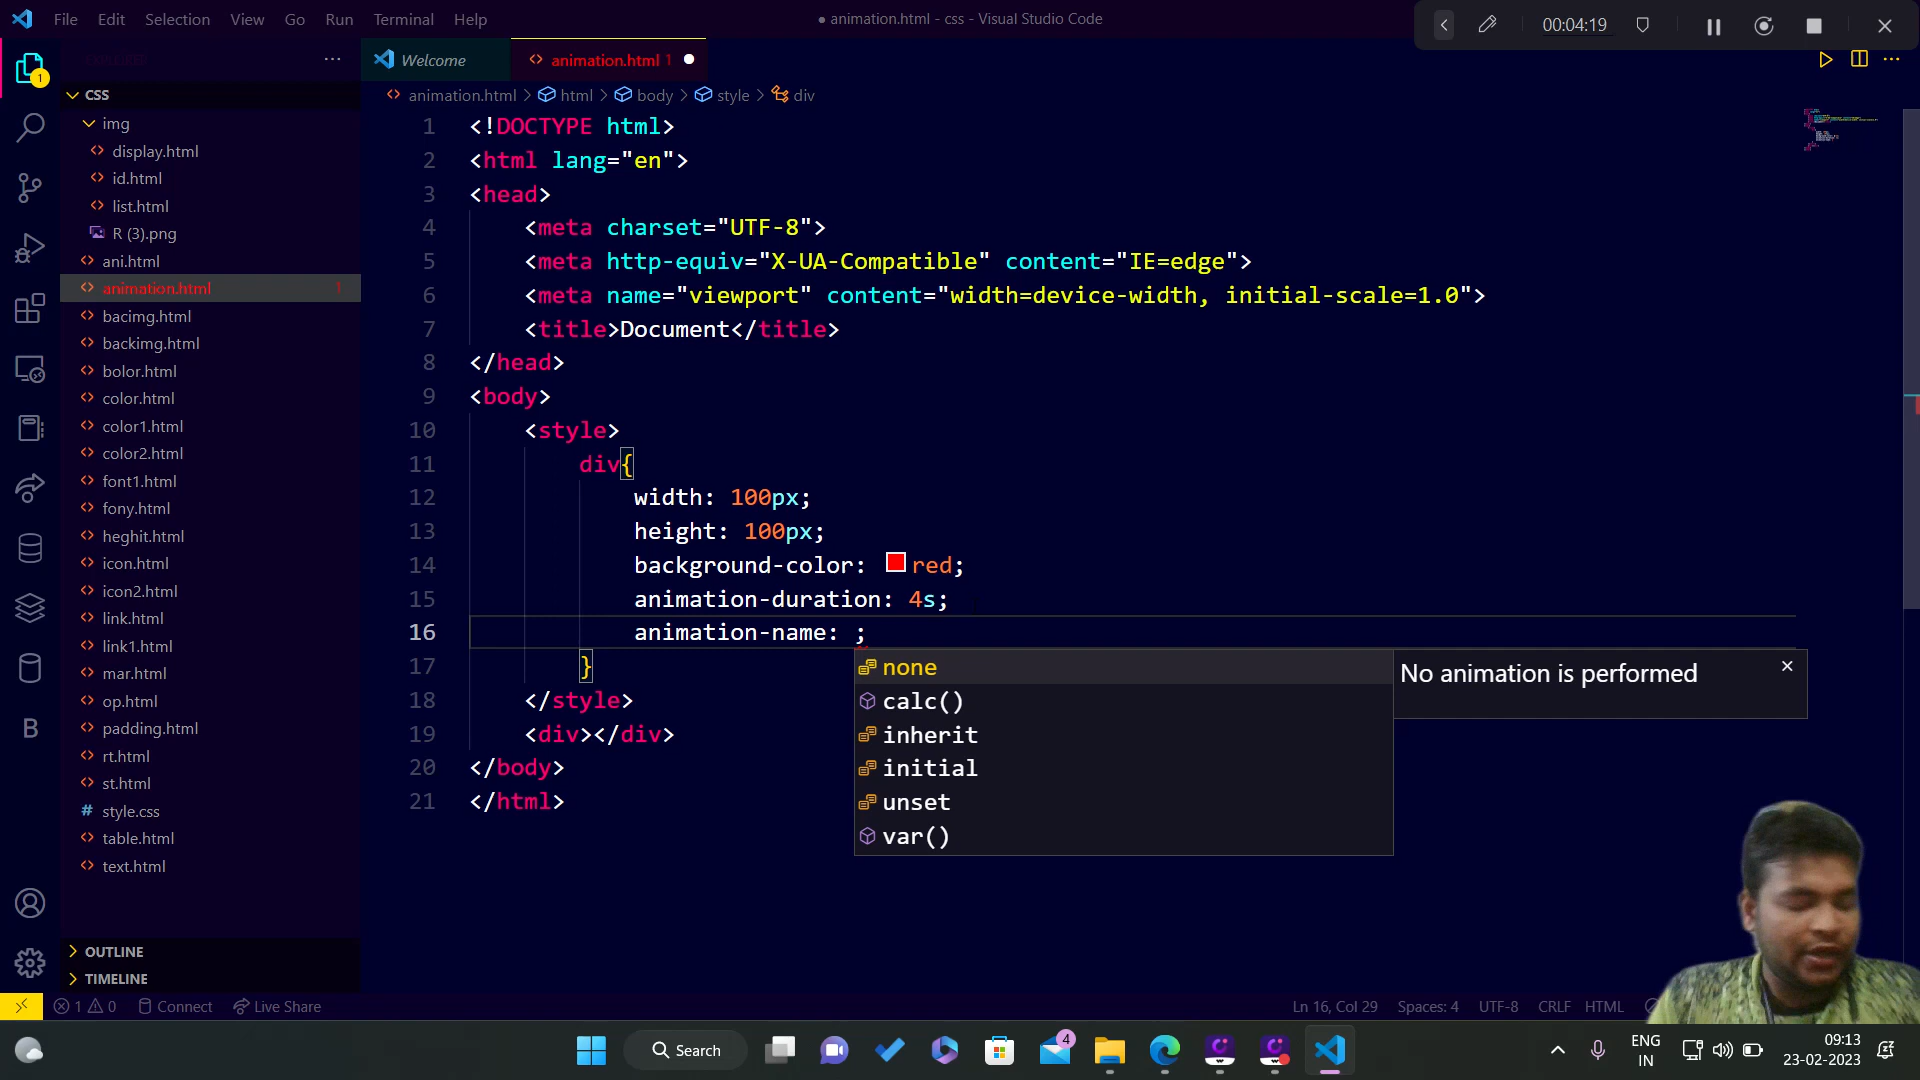 File Edit Selection View Go Run Terminal Help
● animation.html - css - Visual Studio Code
00:04:19
1
Welcome
animation.html 1
CSS
animation.html > html > body > style > div
img
display.html
id.html
list.html
R (3).png
ani.html
animation.html 1
bacimg.html
backimg.html
bolor.html
color.html
color1.html
color2.html
font1.html
fony.html
heghit.html
icon.html
icon2.html
link.html
link1.html
mar.html
op.html
padding.html
rt.html
st.html
# style.css
table.html
text.html
OUTLINE
TIMELINE
1 <!DOCTYPE html>
2 <html lang="en">
3 <head>
4 <meta charset="UTF-8">
5 <meta http-equiv="X-UA-Compatible" content="IE=edge">
6 <meta name="viewport" content="width=device-width, initial-scale=1.0">
7 <title>Document</title>
8 </head>
9 <body>
10 <style>
11 div{
12 width: 100px;
13 height: 100px;
14 background-color: red;
15 animation-duration: 4s;
16 animation-name: ;
17 }
18 </style>
19 <div></div>
20 </body>
21 </html>
none
calc()
inherit
initial
unset
var()
No animation is performed
1 0 Connect Live Share
Ln 16, Col 29 Spaces: 4 UTF-8 CRLF HTML
Search
4
ENG
IN
09:13
23-02-2023